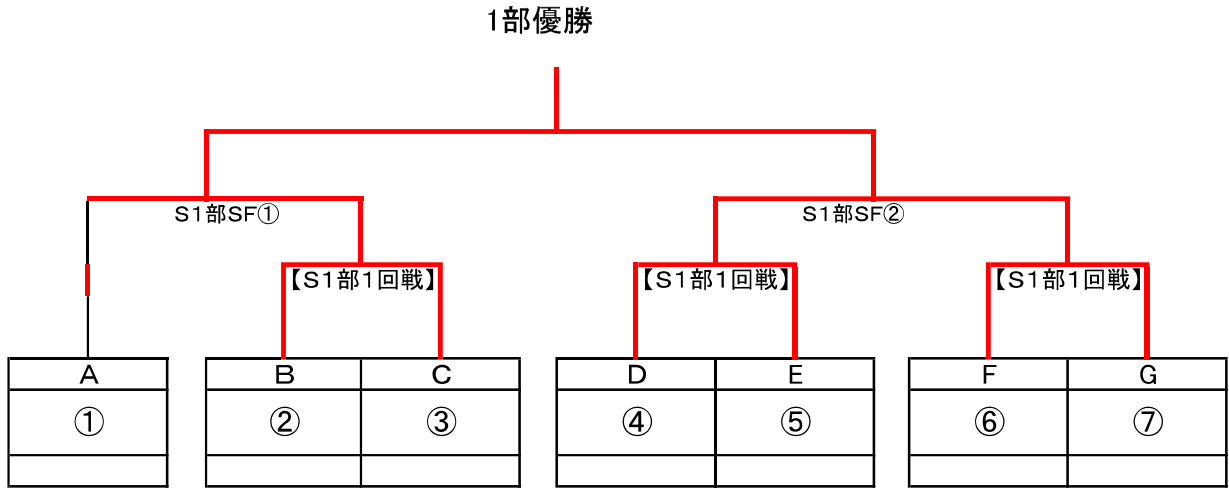 1部優勝
S1部SF①
S1部SF②
【S1部1回戦】
【S1部1回戦】
【S1部1回戦】
A B C D E F G
① ② ③ ④ ⑤ ⑥ ⑦